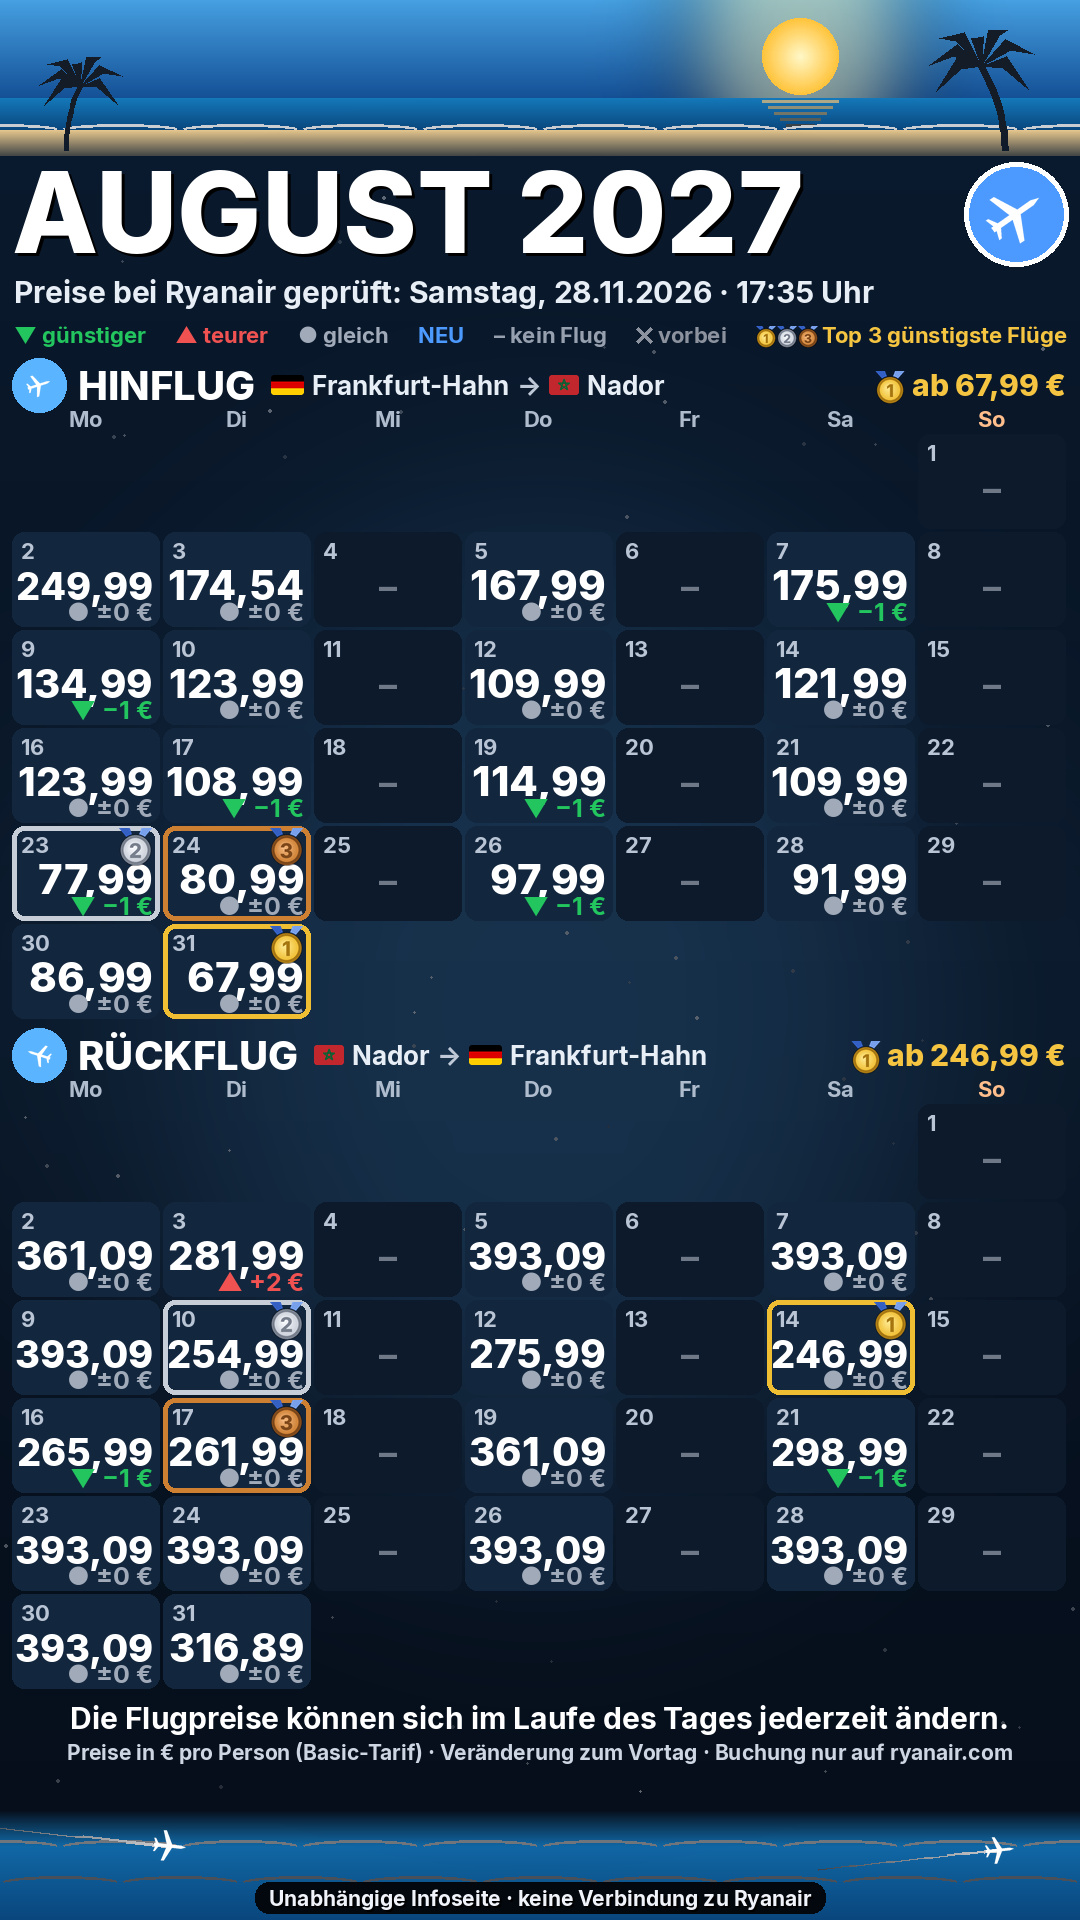 AUGUST 2027
Preise bei Ryanair geprüft: Samstag, 28.11.2026 · 17:35 Uhr
▼ günstiger ▲ teurer ● gleich NEU – kein Flug ✕ vorbei 1 2 3 Top 3 günstigste Flüge
HINFLUG Frankfurt-Hahn → Nador 1 ab 67,99 €
Mo Di Mi Do Fr Sa So
1
–
2 3 4 5 6 7 8
249,99 174,54 – 167,99 – 175,99 –
● ±0 € ● ±0 € ● ±0 € ▼ −1 €
9 10 11 12 13 14 15
134,99 123,99 – 109,99 – 121,99 –
▼ −1 € ● ±0 € ● ±0 € ● ±0 €
16 17 18 19 20 21 22
123,99 108,99 – 114,99 – 109,99 –
● ±0 € ▼ −1 € ▼ −1 € ● ±0 €
23 2 24 3 25 26 27 28 29
77,99 80,99 – 97,99 – 91,99 –
▼ −1 € ● ±0 € ▼ −1 € ● ±0 €
30 31 1
86,99 67,99
● ±0 € ● ±0 €
RÜCKFLUG Nador → Frankfurt-Hahn 1 ab 246,99 €
Mo Di Mi Do Fr Sa So
1
–
2 3 4 5 6 7 8
361,09 281,99 – 393,09 – 393,09 –
● ±0 € ▲ +2 € ● ±0 € ● ±0 €
9 10 2 11 12 13 14 1 15
393,09 254,99 – 275,99 – 246,99 –
● ±0 € ● ±0 € ● ±0 € ● ±0 €
16 17 3 18 19 20 21 22
265,99 261,99 – 361,09 – 298,99 –
▼ −1 € ● ±0 € ● ±0 € ▼ −1 €
23 24 25 26 27 28 29
393,09 393,09 – 393,09 – 393,09 –
● ±0 € ● ±0 € ● ±0 € ● ±0 €
30 31
393,09 316,89
● ±0 € ● ±0 €
Die Flugpreise können sich im Laufe des Tages jederzeit ändern.
Preise in € pro Person (Basic-Tarif) · Veränderung zum Vortag · Buchung nur auf ryanair.com
Unabhängige Infoseite · keine Verbindung zu Ryanair